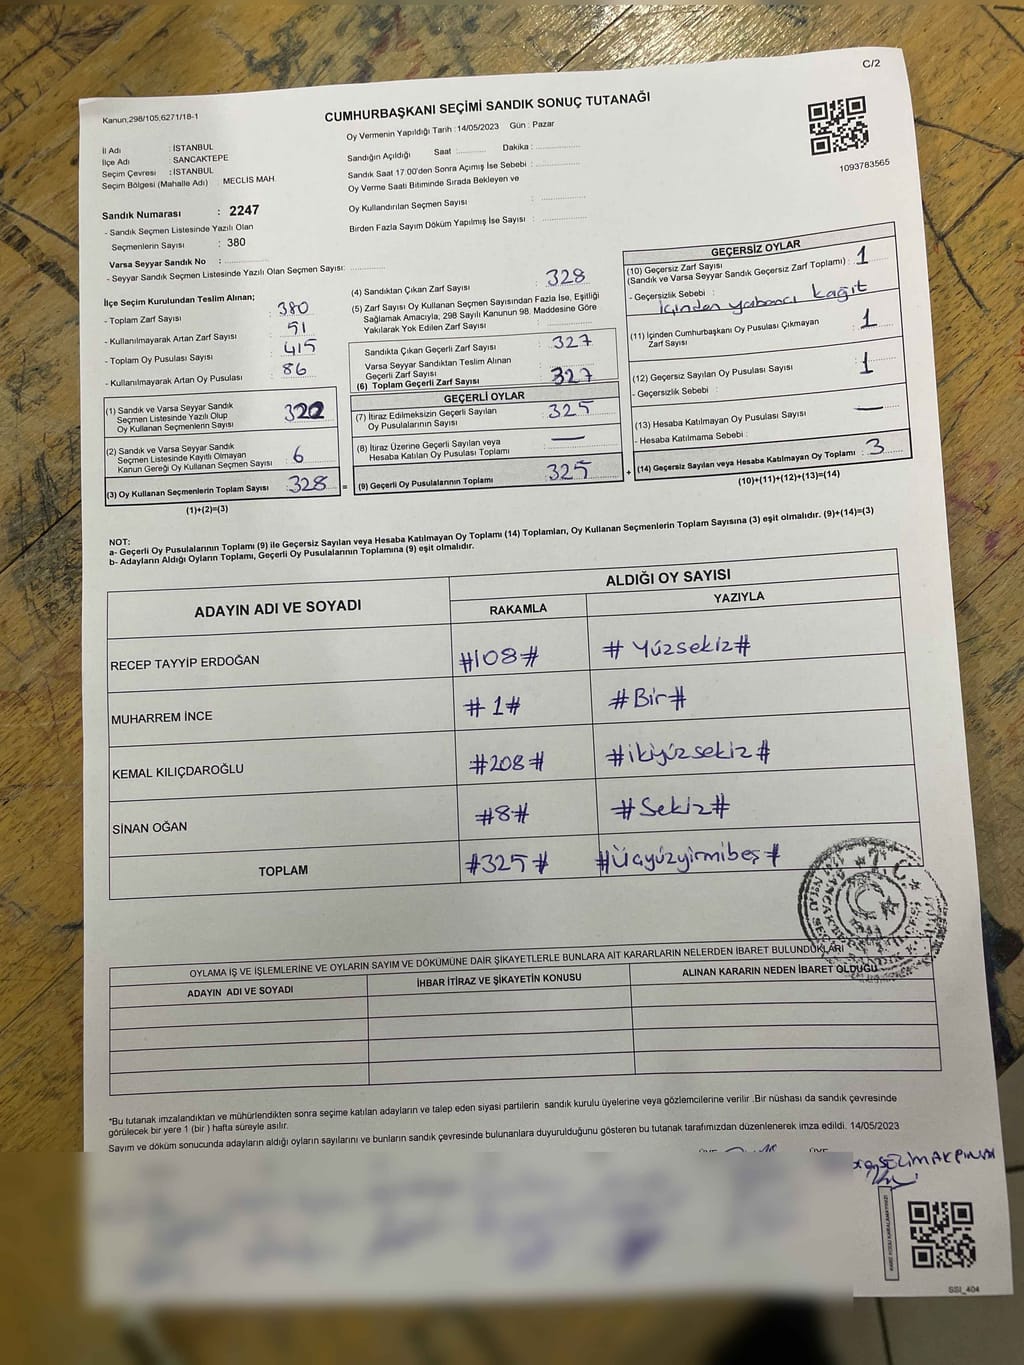 C/2
Kanun;298/105;6271/18-1
CUMHURBAŞKANI SEÇİMİ SANDIK SONUÇ TUTANAĞI
Oy Vermenin Yapıldığı Tarih :14/05/2023 Gün : Pazar
1093783565
İl Adı : İSTANBUL
İlçe Adı : SANCAKTEPE
Seçim Çevresi : İSTANBUL
Seçim Bölgesi (Mahalle Adı) : MECLİS MAH.
Sandığın Açıldığı Saat :............ Dakika :..................
Sandık Saat 17:00'den Sonra Açımış İse Sebebi :..................
Oy Verme Saati Bitiminde Sırada Bekleyen ve
Oy Kullandırılan Seçmen Sayısı :..................
Birden Fazla Sayım Döküm Yapılmış İse Sayısı :..................
Sandık Numarası : 2247
- Sandık Seçmen Listesinde Yazılı Olan
Seçmenlerin Sayısı : 380
Varsa Seyyar Sandık No :..................
- Seyyar Sandık Seçmen Listesinde Yazılı Olan Seçmen Sayısı: ..............
İlçe Seçim Kurulundan Teslim Alınan;
- Toplam Zarf Sayısı : 380
- Kullanılmayarak Artan Zarf Sayısı : 51
- Toplam Oy Pusulası Sayısı : 415
- Kullanılmayarak Artan Oy Pusulası : 86
(1) Sandık ve Varsa Seyyar Sandık
Seçmen Listesinde Yazılı Olup
Oy Kullanan Seçmenlerin Sayısı : 322
(2) Sandık ve Varsa Seyyar Sandık
Seçmen Listesinde Kayıtlı Olmayan
Kanun Gereği Oy Kullanan Seçmen Sayısı : 6
(3) Oy Kullanan Seçmenlerin Toplam Sayısı : 328 =
(1)+(2)=(3)
(4) Sandıktan Çıkan Zarf Sayısı : 328
(5) Zarf Sayısı Oy Kullanan Seçmen Sayısından Fazla İse, Eşitliği
Sağlamak Amacıyla, 298 Sayılı Kanunun 98. Maddesine Göre
Yakılarak Yok Edilen Zarf Sayısı :..................
Sandıkta Çıkan Geçerli Zarf Sayısı : 327
Varsa Seyyar Sandıktan Teslim Alınan
Geçerli Zarf Sayısı
(6) Toplam Geçerli Zarf Sayısı : 327
GEÇERLİ OYLAR
(7) İtiraz Edilmeksizin Geçerli Sayılan
Oy Pusulalarının Sayısı : 325
(8) İtiraz Üzerine Geçerli Sayılan veya
Hesaba Katılan Oy Pusulası Toplamı : —
(9) Geçerli Oy Pusulalarının Toplamı : 325 +
GEÇERSİZ OYLAR
(10) Geçersiz Zarf Sayısı
(Sandık ve Varsa Seyyar Sandık Geçersiz Zarf Toplamı) : 1
- Geçersizlik Sebebi :
İçinden yabancı kağıt
(11) İçinden Cumhurbaşkanı Oy Pusulası Çıkmayan
Zarf Sayısı : 1
(12) Geçersiz Sayılan Oy Pusulası Sayısı : 1
- Geçersizlik Sebebi :
(13) Hesaba Katılmayan Oy Pusulası Sayısı : —
- Hesaba Katılmama Sebebi :
(14) Geçersiz Sayılan veya Hesaba Katılmayan Oy Toplamı : 3
(10)+(11)+(12)+(13)=(14)
NOT:
a- Geçerli Oy Pusulalarının Toplamı (9) ile Geçersiz Sayılan veya Hesaba Katılmayan Oy Toplamı (14) Toplamları, Oy Kullanan Seçmenlerin Toplam Sayısına (3) eşit olmalıdır. (9)+(14)=(3)
b- Adayların Aldığı Oyların Toplamı, Geçerli Oy Pusulalarının Toplamına (9) eşit olmalıdır.
ADAYIN ADI VE SOYADI
ALDIĞI OY SAYISI
RAKAMLA YAZIYLA
RECEP TAYYİP ERDOĞAN #108# # Yüzsekiz#
MUHARREM İNCE # 1# #Bir#
KEMAL KILIÇDAROĞLU #208# #ikiyüzsekiz#
SİNAN OĞAN #8# #Sekiz#
TOPLAM #325# #Üçyüzyirmibeş#
T.C.
OYLAMA İŞ VE İŞLEMLERİNE VE OYLARIN SAYIM VE DÖKÜMÜNE DAİR ŞİKAYETLERLE BUNLARA AİT KARARLARIN NELERDEN İBARET BULUNDUKLARI
ADAYIN ADI VE SOYADI İHBAR İTİRAZ VE ŞİKAYETİN KONUSU ALINAN KARARIN NEDEN İBARET OLDUĞU
*Bu tutanak imzalandıktan ve mühürlendikten sonra seçime katılan adayların ve talep eden siyasi partilerin sandık kurulu üyelerine veya gözlemcilerine verilir .Bir nüshası da sandık çevresinde
görülecek bir yere 1 (bir ) hafta süreyle asılır.
Sayım ve döküm sonucunda adayların aldığı oyların sayılarını ve bunların sandık çevresinde bulunanlara duyurulduğunu gösteren bu tutanak tarafımızdan düzenlenerek imza edildi. 14/05/2023
SELİM AKPINAR
SSI_404